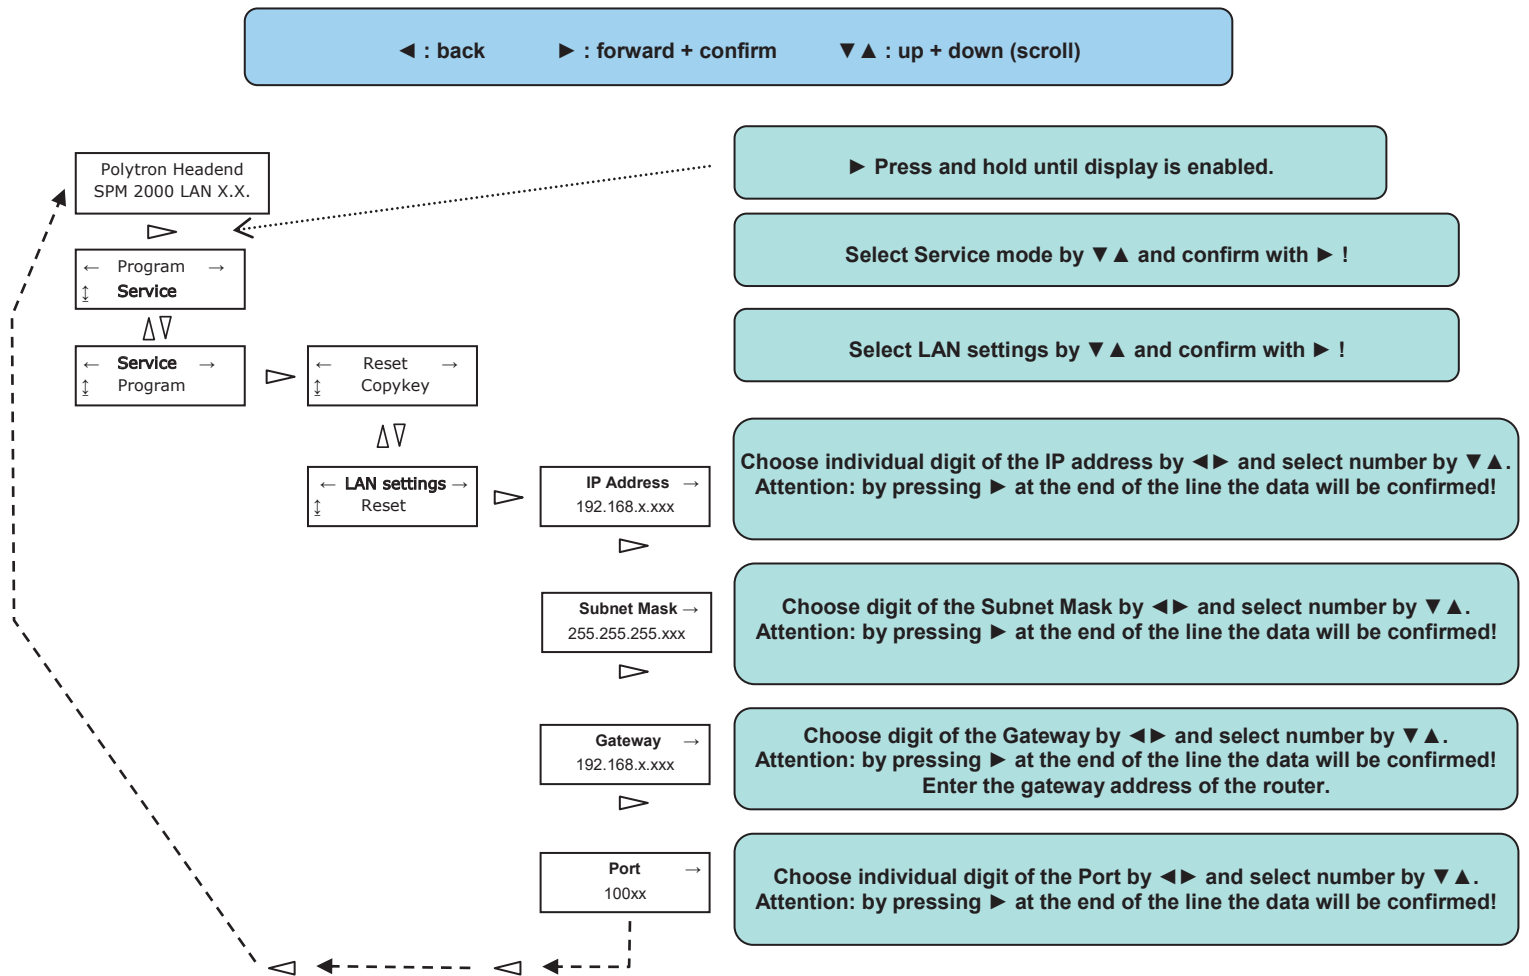 ◄ : back ► : forward + confirm ▼▲ : up + down (scroll)
► Press and hold until display is enabled.
Polytron Headend
SPM 2000 LAN X.X.
Select Service mode by ▼▲ and confirm with ► !
← Program →
↕ Service
Select LAN settings by ▼▲ and confirm with ► !
← Service →
↕ Program
← Reset →
↕ Copykey
Choose individual digit of the IP address by ◄► and select number by ▼▲.
Attention: by pressing ► at the end of the line the data will be confirmed!
← LAN settings →
↕ Reset
IP Address →
192.168.x.xxx
Choose digit of the Subnet Mask by ◄► and select number by ▼▲.
Attention: by pressing ► at the end of the line the data will be confirmed!
Subnet Mask →
255.255.255.xxx
Choose digit of the Gateway by ◄► and select number by ▼▲.
Attention: by pressing ► at the end of the line the data will be confirmed!
Enter the gateway address of the router.
Gateway →
192.168.x.xxx
Choose individual digit of the Port by ◄► and select number by ▼▲.
Attention: by pressing ► at the end of the line the data will be confirmed!
Port →
100xx